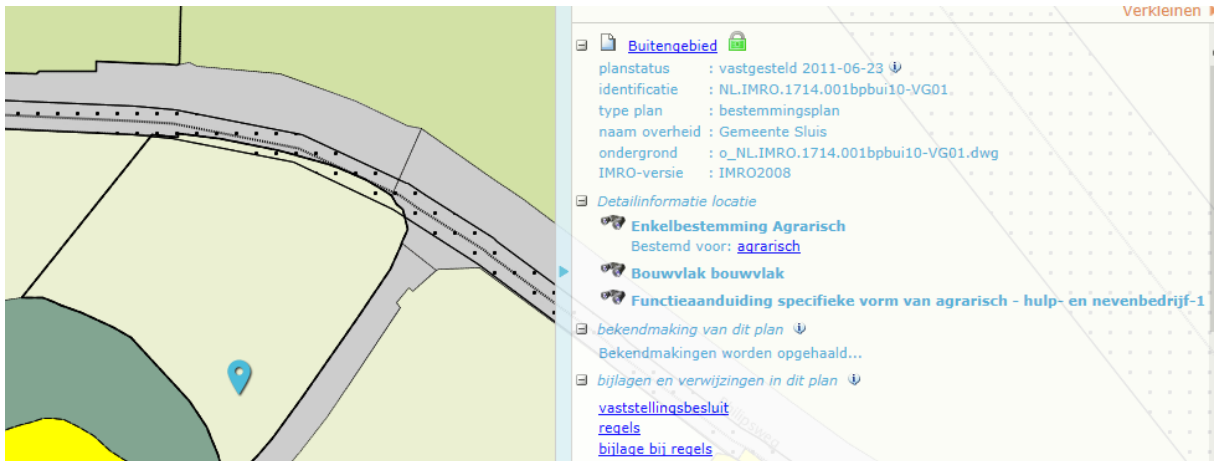 Verkleinen
Buitengebied
planstatus : vastgesteld 2011-06-23
identificatie : NL.IMRO.1714.001bpbui10-VG01
type plan : bestemmingsplan
naam overheid : Gemeente Sluis
ondergrond : o_NL.IMRO.1714.001bpbui10-VG01.dwg
IMRO-versie : IMRO2008
Detailinformatie locatie
Enkelbestemming Agrarisch
Bestemd voor: agrarisch
Bouwvlak bouwvlak
Functieaanduiding specifieke vorm van agrarisch - hulp- en nevenbedrijf-1
bekendmaking van dit plan
Bekendmakingen worden opgehaald...
bijlagen en verwijzingen in dit plan
vaststellingsbesluit
regels
bijlage bij regels